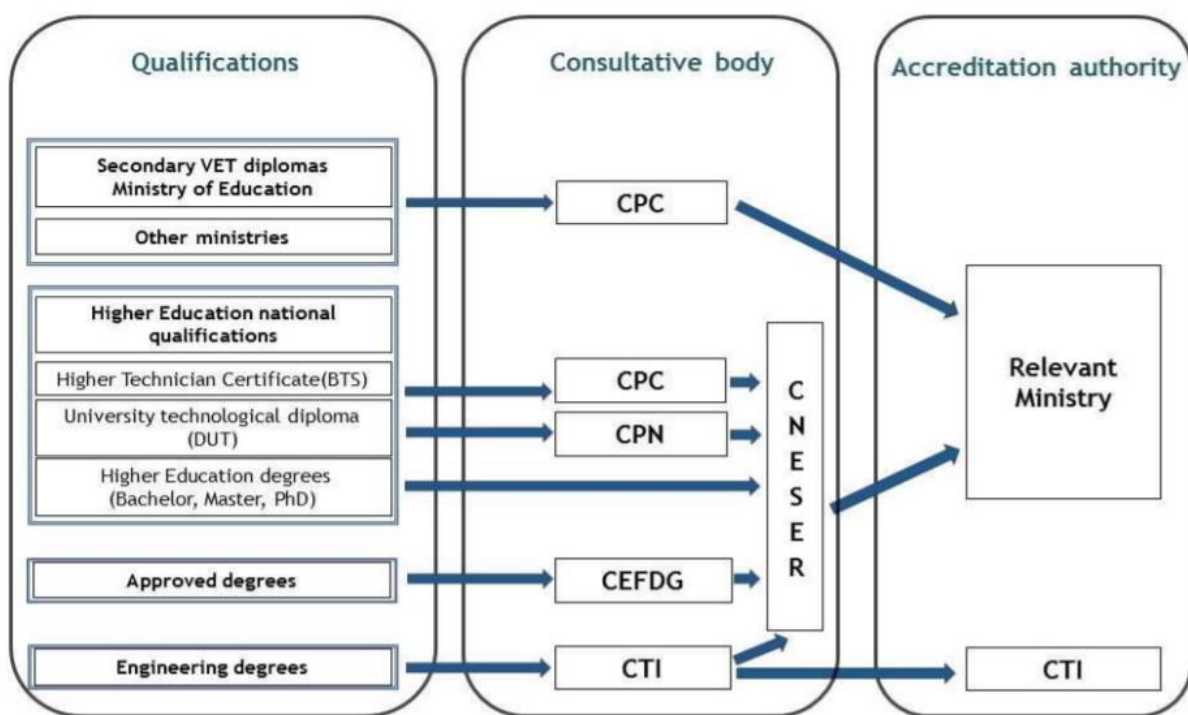 Qualifications
Secondary VET diplomas
Ministry of Education
Other ministries
Higher Education national
qualifications
Higher Technician Certificate(BTS)
University technological diploma
(DUT)
Higher Education degrees
(Bachelor, Master, PhD)
Approved degrees
Engineering degrees
Consultative body
CPC
CPC
CPN
CEFDG
CTI
C
N
E
S
E
R
Accreditation authority
Relevant
Ministry
CTI